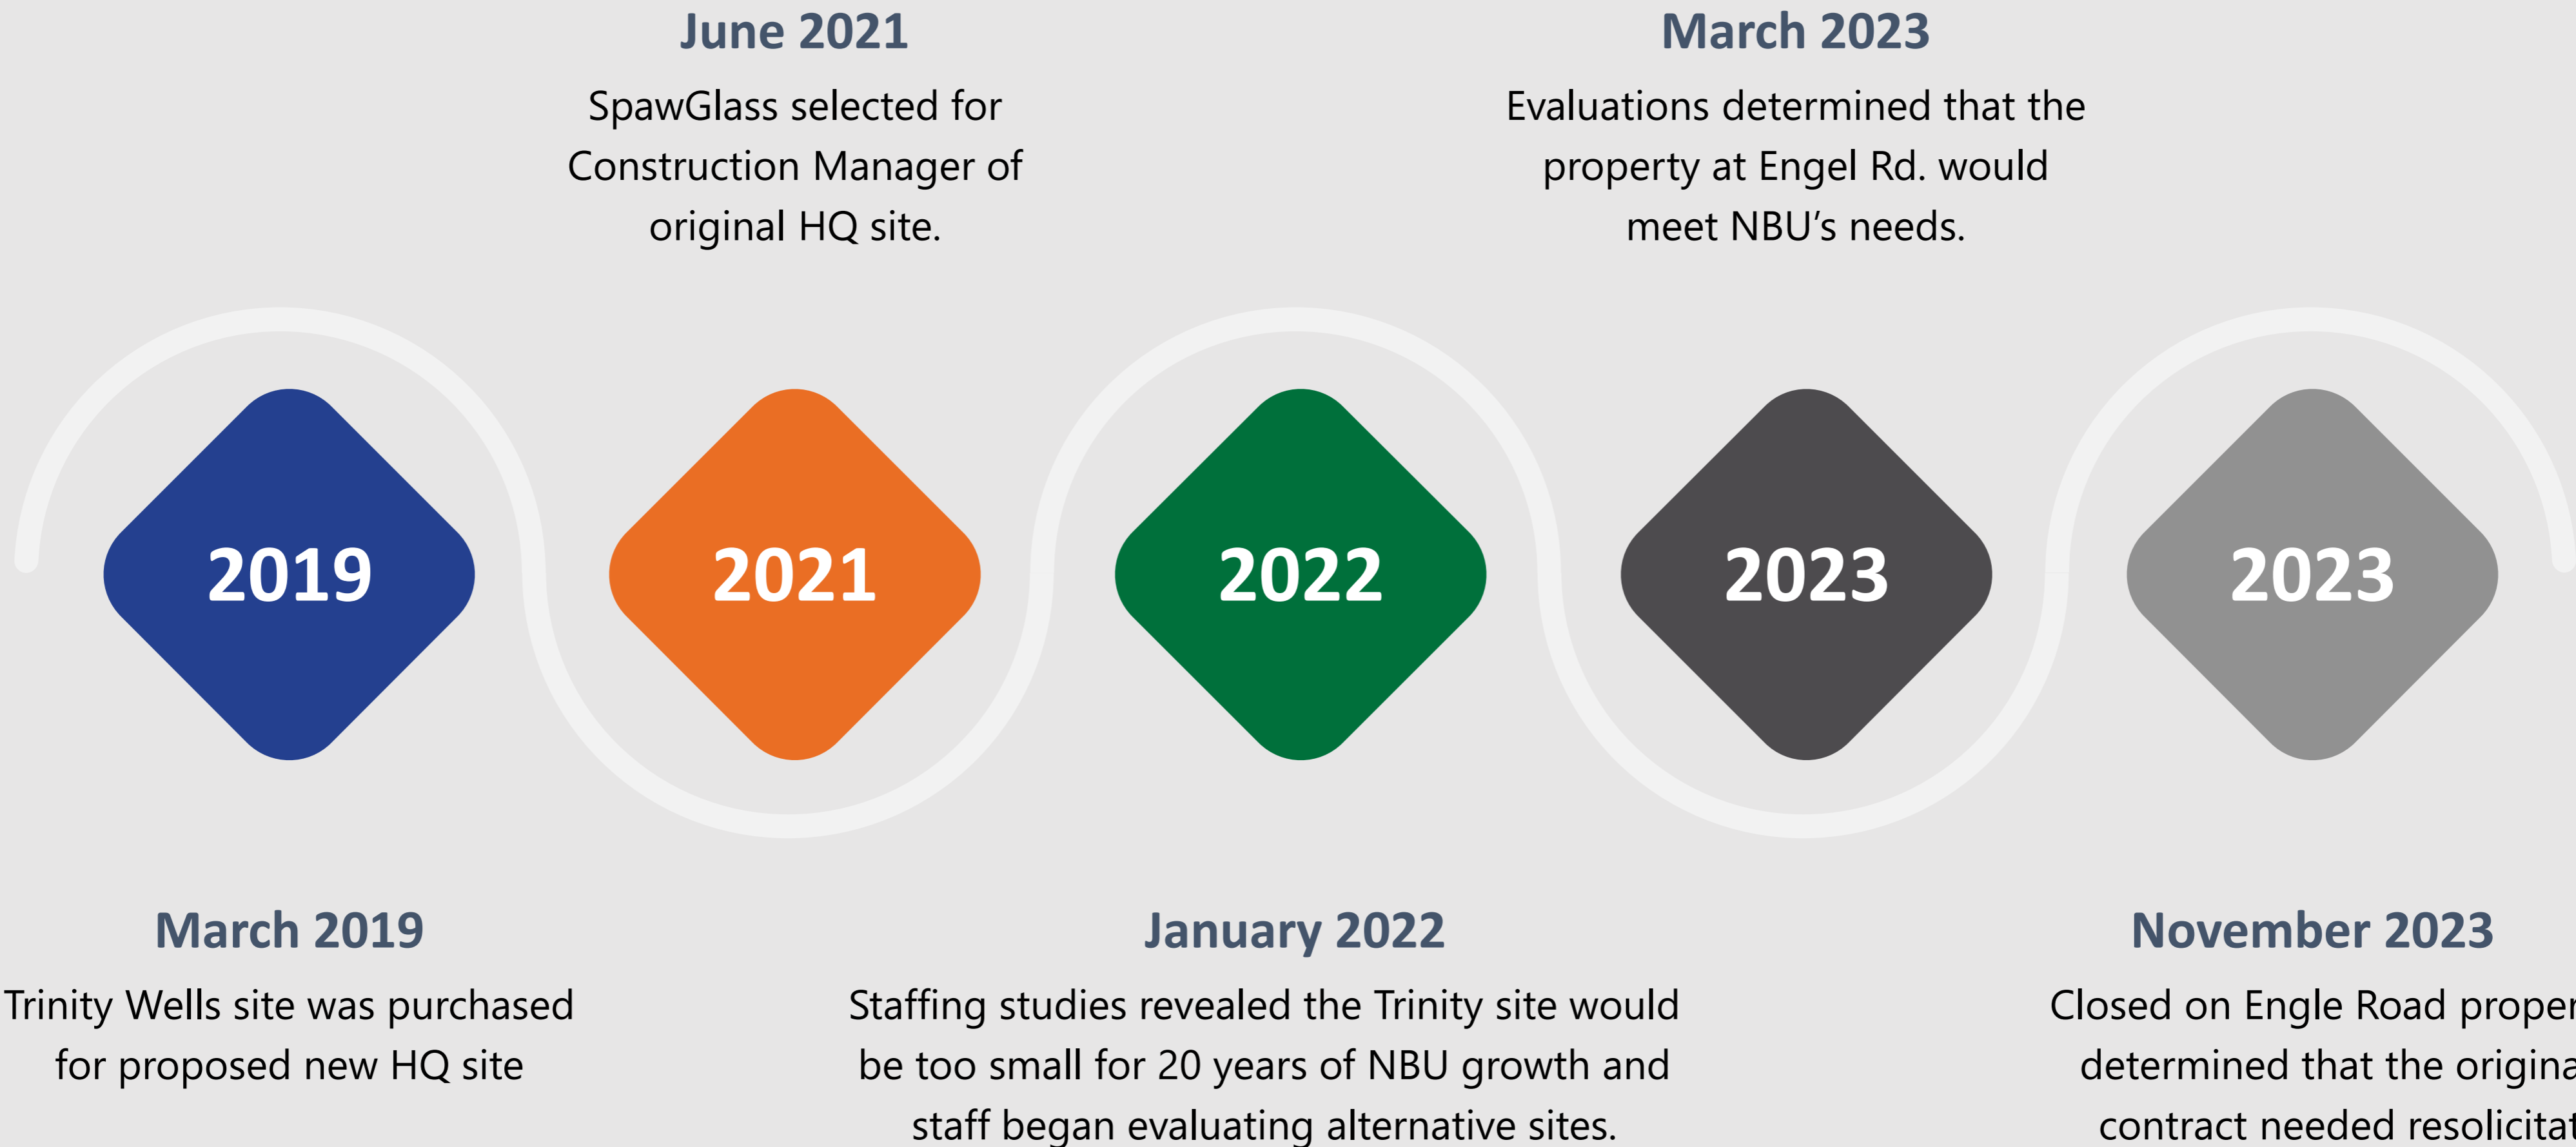 June 2021
SpawGlass selected for
Construction Manager of
original HQ site.
March 2023
Evaluations determined that the
property at Engel Rd. would
meet NBU’s needs.
2019
2021
2022
2023
2023
March 2019
Trinity Wells site was purchased
for proposed new HQ site
January 2022
Staffing studies revealed the Trinity site would
be too small for 20 years of NBU growth and
staff began evaluating alternative sites.
November 2023
Closed on Engle Road
determined that the
contract needed